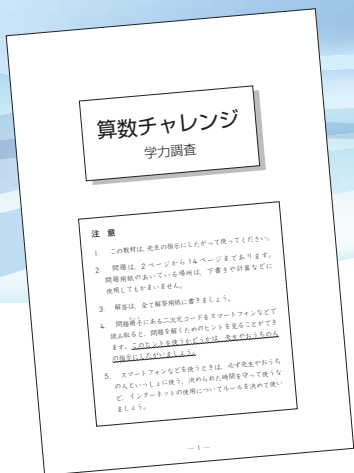 算数チャレンジ
学力調査
注 意
1. この教材は、先生の指示にしたがって使ってください。
2. 問題は、2ページから14ページまであります。
問題用紙のあいている場所は、下書きや計算などに
使用してもかまいません。
3. 解答は、全て解答用紙に書きましょう。
4. 問題冊子にある二次元コードをスマートフォンなどで
読み取ると、問題を解くためのヒントを見ることができ
ます。このヒントを使うかどうかは、先生やおうちの人
の指示にしたがいましょう。
5. スマートフォンなどを使うときは、必ず先生やおうち
の人といっしょに使う、決められた時間を守って使うな
ど、インターネットの使用についてルールを決めて使い
ましょう。
— 1 —